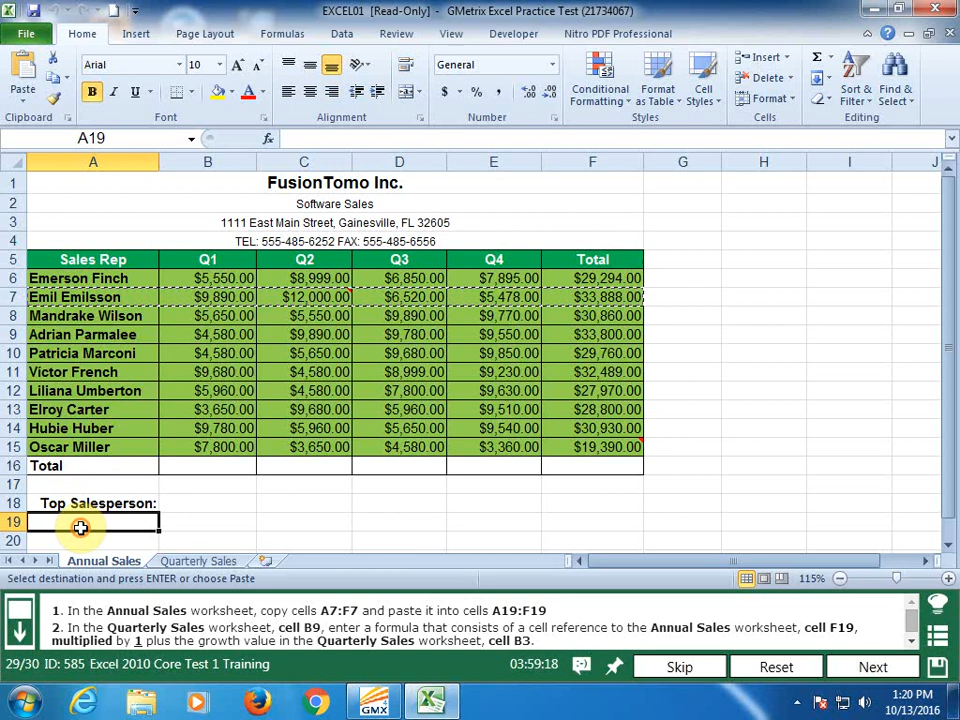 EXCEL01 [Read-Only] - GMetrix Excel Practice Test (21734067)
File Home Insert Page Layout Formulas Data Review View Developer Nitro PDF Professional
Paste Arial 10 General Conditional Formatting Format as Table Cell Styles Insert Delete Format Sort & Filter Find & Select
Clipboard Font Alignment Number Styles Cells Editing
A19 fx
A B C D E F G H I J
1 FusionTomo Inc.
2 Software Sales
3 1111 East Main Street, Gainesville, FL 32605
4 TEL: 555-485-6252 FAX: 555-485-6556
5 Sales Rep Q1 Q2 Q3 Q4 Total
6 Emerson Finch $5,550.00 $8,999.00 $6,850.00 $7,895.00 $29,294.00
7 Emil Emilsson $9,890.00 $12,000.00 $6,520.00 $5,478.00 $33,888.00
8 Mandrake Wilson $5,650.00 $5,550.00 $9,890.00 $9,770.00 $30,860.00
9 Adrian Parmalee $4,580.00 $9,890.00 $9,780.00 $9,550.00 $33,800.00
10 Patricia Marconi $4,580.00 $5,650.00 $9,680.00 $9,850.00 $29,760.00
11 Victor French $9,680.00 $4,580.00 $8,999.00 $9,230.00 $32,489.00
12 Liliana Umberton $5,960.00 $4,580.00 $7,800.00 $9,630.00 $27,970.00
13 Elroy Carter $3,650.00 $9,680.00 $5,960.00 $9,510.00 $28,800.00
14 Hubie Huber $9,780.00 $5,960.00 $5,650.00 $9,540.00 $30,930.00
15 Oscar Miller $7,800.00 $3,650.00 $4,580.00 $3,360.00 $19,390.00
16 Total
17
18 Top Salesperson:
19
20
Annual Sales Quarterly Sales
Select destination and press ENTER or choose Paste 115%
1. In the Annual Sales worksheet, copy cells A7:F7 and paste it into cells A19:F19
2. In the Quarterly Sales worksheet, cell B9, enter a formula that consists of a cell reference to the Annual Sales worksheet, cell F19,
multiplied by 1 plus the growth value in the Quarterly Sales worksheet, cell B3.
29/30 ID: 585 Excel 2010 Core Test 1 Training 03:59:18 Skip Reset Next
GMX
1:20 PM
10/13/2016